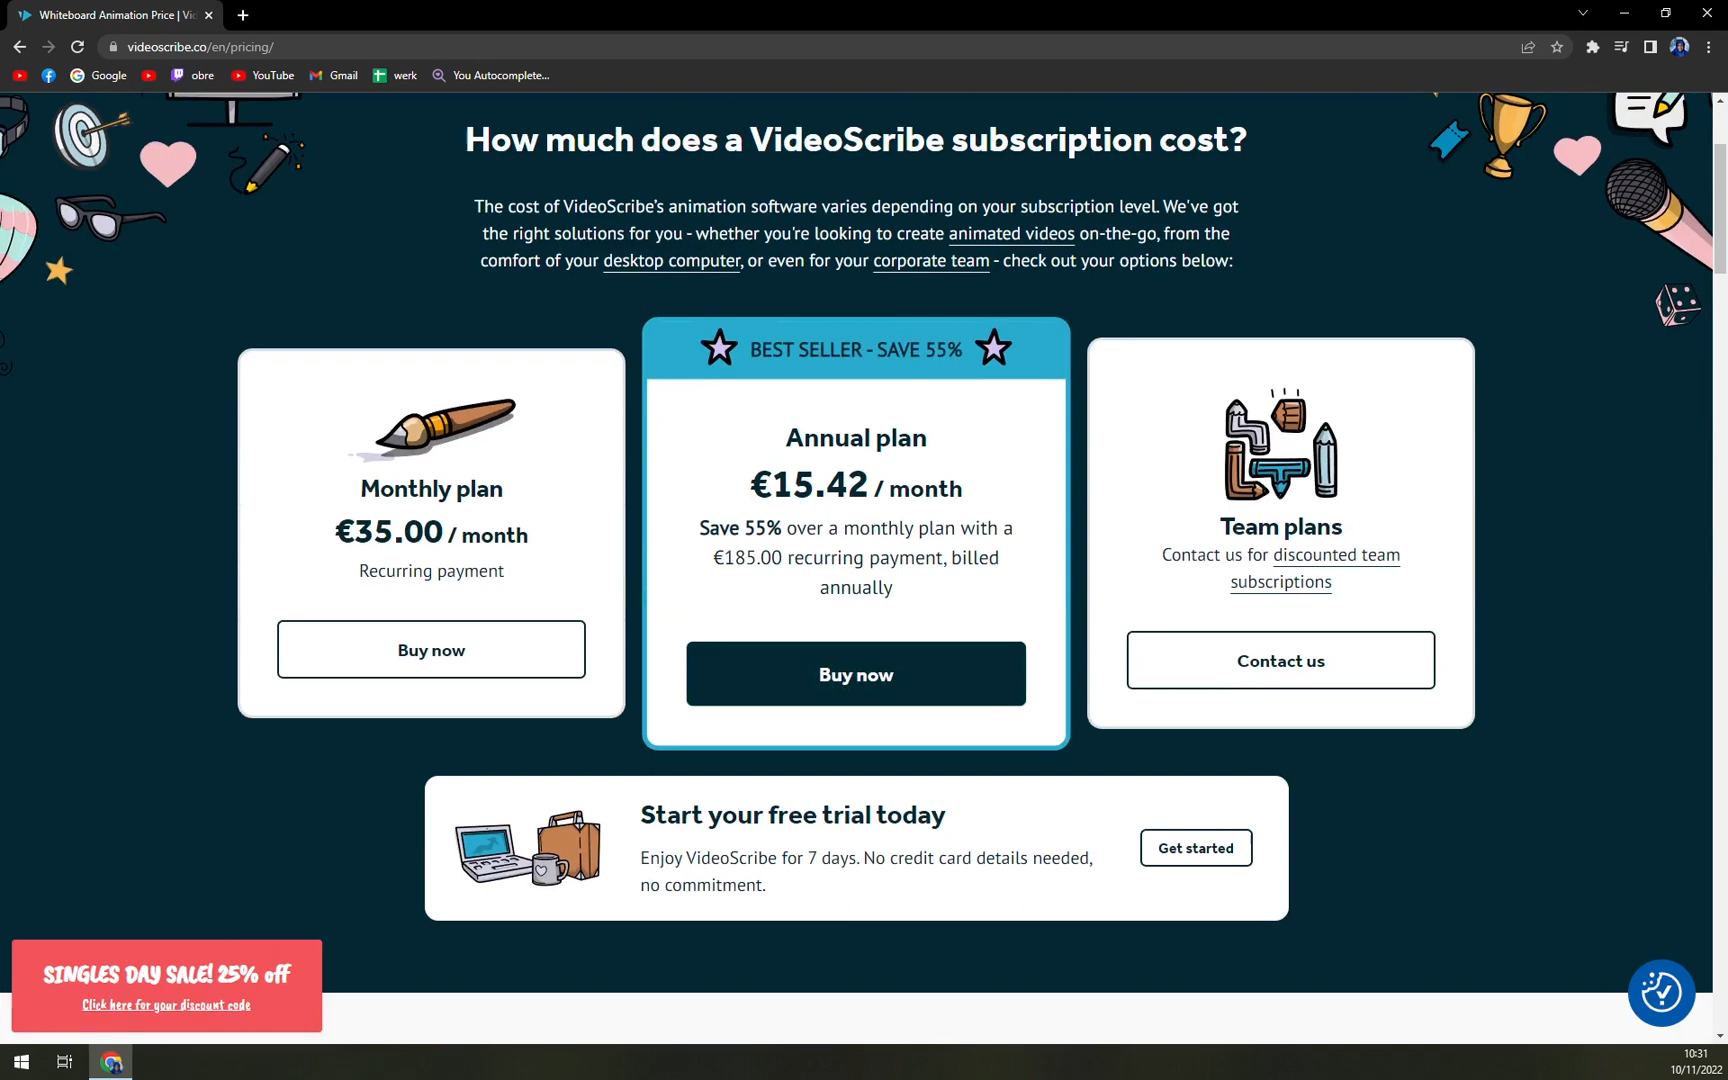 Whiteboard Animation Price | Vid
videoscribe.co/en/pricing/
Google
obre
YouTube
Gmail
werk
You Autocomplete...
How much does a VideoScribe subscription cost?
The cost of VideoScribe's animation software varies depending on your subscription level. We've got
the right solutions for you - whether you're looking to create animated videos on-the-go, from the
comfort of your desktop computer, or even for your corporate team - check out your options below:
Monthly plan
€35.00 / month
Recurring payment
Buy now
BEST SELLER - SAVE 55%
Annual plan
€15.42 / month
Save 55% over a monthly plan with a
€185.00 recurring payment, billed
annually
Buy now
Team plans
Contact us for discounted team
subscriptions
Contact us
Start your free trial today
Enjoy VideoScribe for 7 days. No credit card details needed,
no commitment.
Get started
SINGLES DAY SALE! 25% off
Click here for your discount code
10:31
10/11/2022